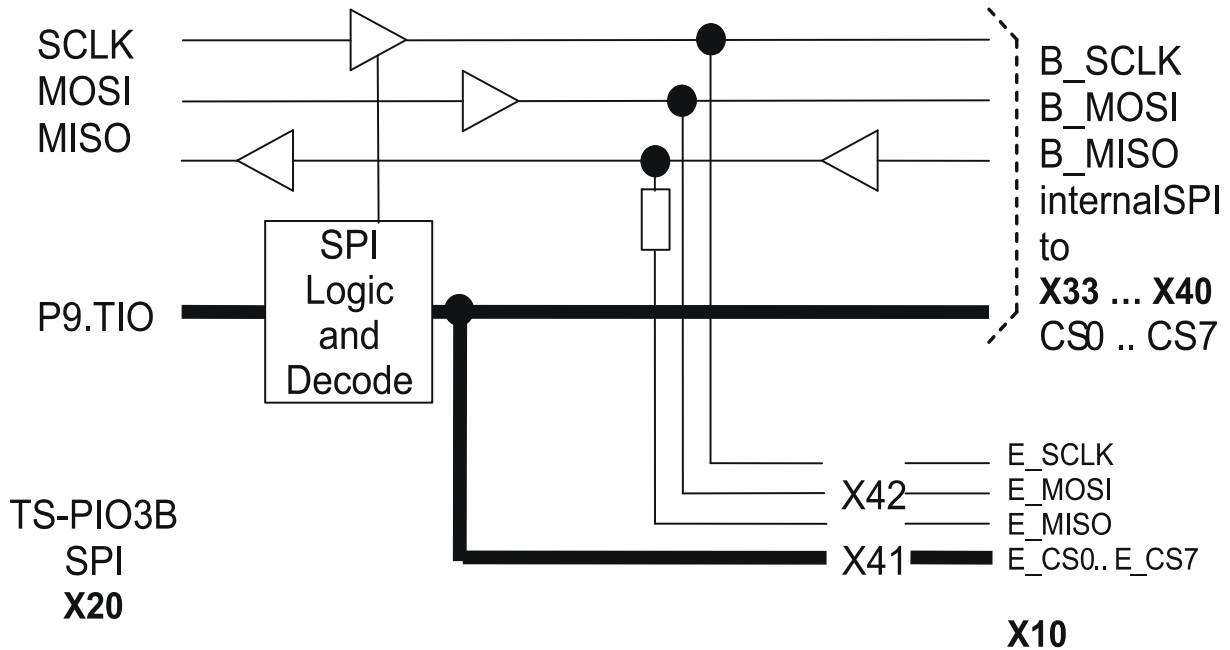 SCLK
MOSI
MISO
B_SCLK
B_MOSI
B_MISO
internalSPI
to
X33 ... X40
CS0 .. CS7
SPI
Logic
and
Decode
P9.TIO
E_SCLK
X42
E_MOSI
E_MISO
X41
E_CS0.. E_CS7
TS-PIO3B
SPI
X20
X10